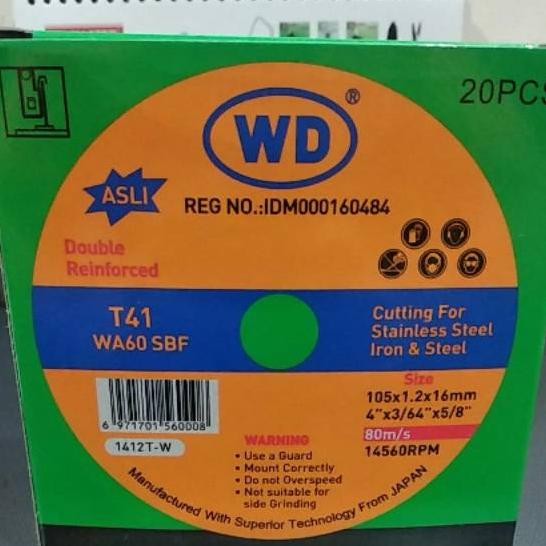 20PCS
WD®
ASLI
REG NO.:IDM000160484
Double
Reinforced
T41
WA60 SBF
Cutting For
Stainless Steel
Iron & Steel
Size
105x1.2x16mm
4"x3/64"x5/8"
80m/s
14560RPM
6 971701 560008
1412T-W
WARNING
• Use a Guard
• Mount Correctly
• Do not Overspeed
• Not suitable for
side Grinding
Manufactured With Superior Technology From JAPAN